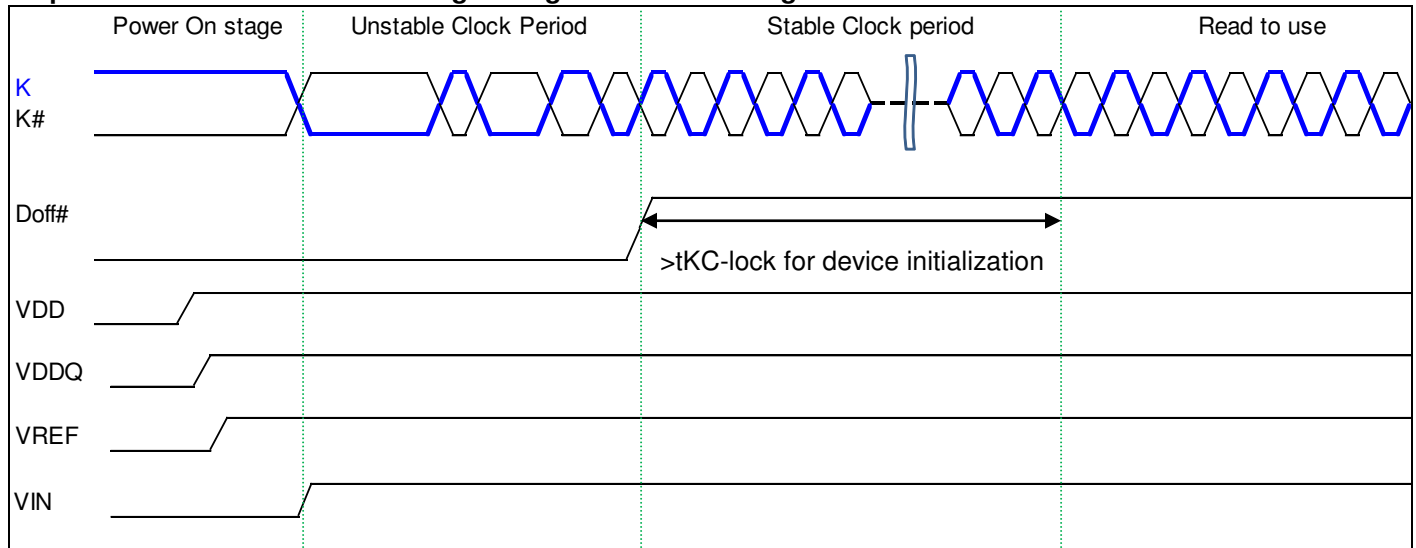 Power On stage
Unstable Clock Period
Stable Clock period
Read to use
K
K#
Doff#
>tKC-lock for device initialization
VDD
VDDQ
VREF
VIN